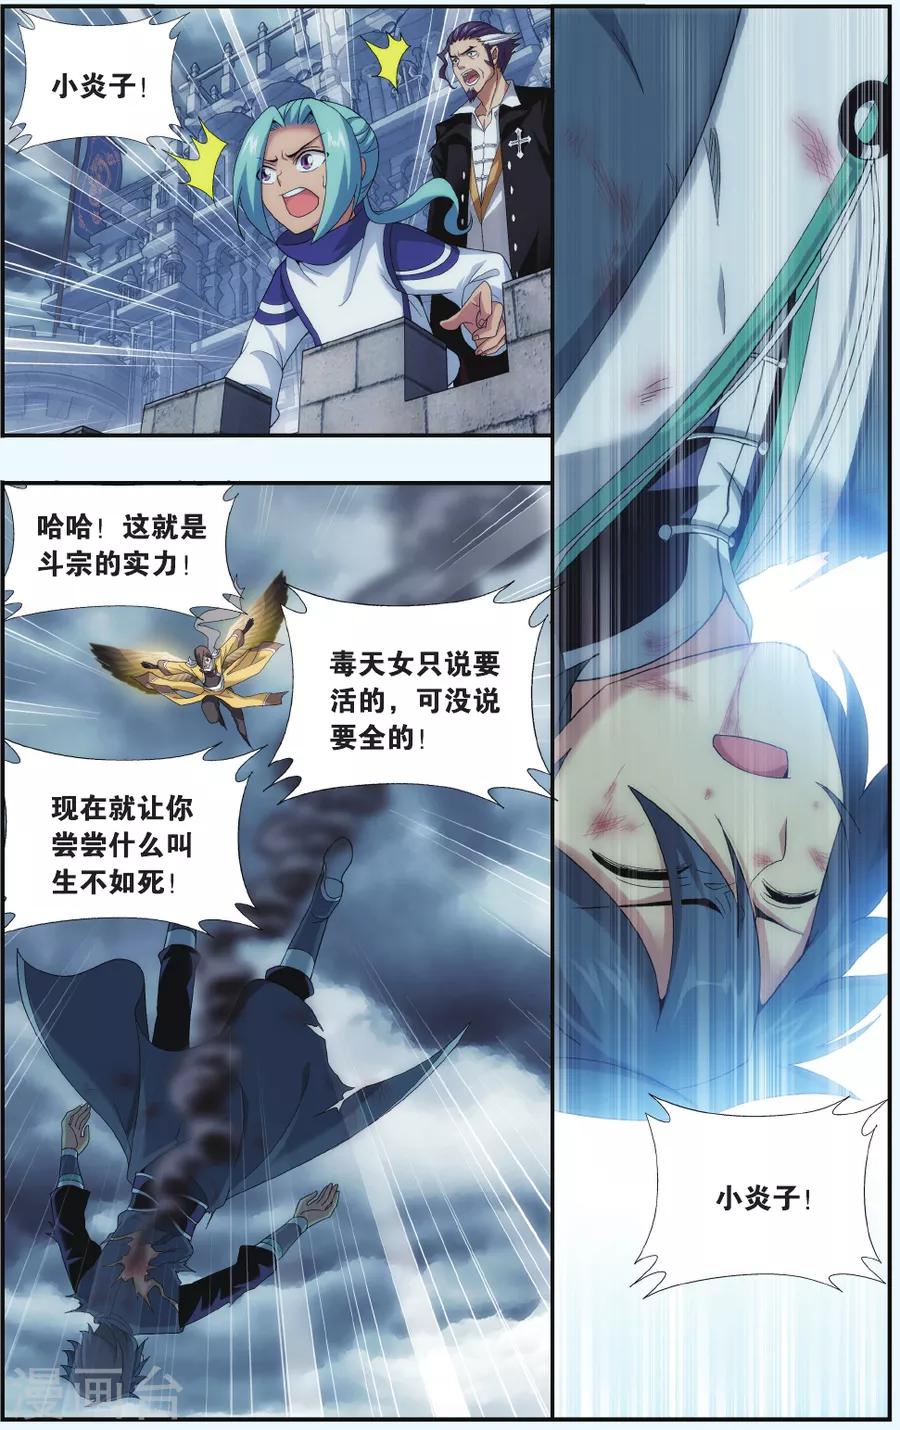 小炎子！
哈哈！这就是
斗宗的实力！
毒天女只说要
活的，可没说
要全的！
现在就让你
尝尝什么叫
生不如死！
小炎子！
漫画台